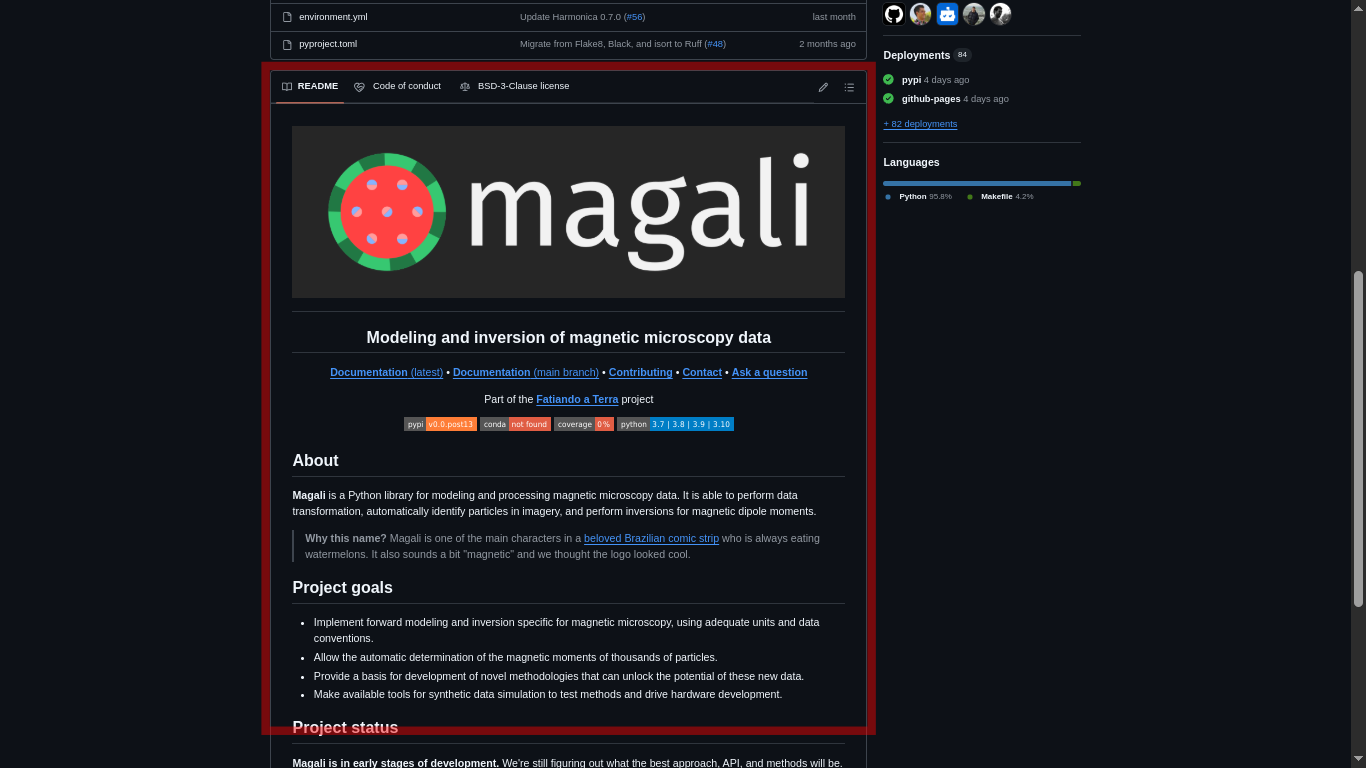 environment.yml Update Harmonica 0.7.0 (#56) last month
pyproject.toml Migrate from Flake8, Black, and isort to Ruff (#48) 2 months ago
README Code of conduct BSD-3-Clause license
magali
Modeling and inversion of magnetic microscopy data
Documentation (latest) • Documentation (main branch) • Contributing • Contact • Ask a question
Part of the Fatiando a Terra project
pypi v0.0.post13 conda not found coverage 0% python 3.7 | 3.8 | 3.9 | 3.10
About
Magali is a Python library for modeling and processing magnetic microscopy data. It is able to perform data
transformation, automatically identify particles in imagery, and perform inversions for magnetic dipole moments.
Why this name? Magali is one of the main characters in a beloved Brazilian comic strip who is always eating
watermelons. It also sounds a bit "magnetic" and we thought the logo looked cool.
Project goals
• Implement forward modeling and inversion specific for magnetic microscopy, using adequate units and data
conventions.
• Allow the automatic determination of the magnetic moments of thousands of particles.
• Provide a basis for development of novel methodologies that can unlock the potential of these new data.
• Make available tools for synthetic data simulation to test methods and drive hardware development.
Project status
Magali is in early stages of development. We're still figuring out what the best approach, API, and methods will be.
Deployments 84
pypi 4 days ago
github-pages 4 days ago
+ 82 deployments
Languages
Python 95.8% Makefile 4.2%